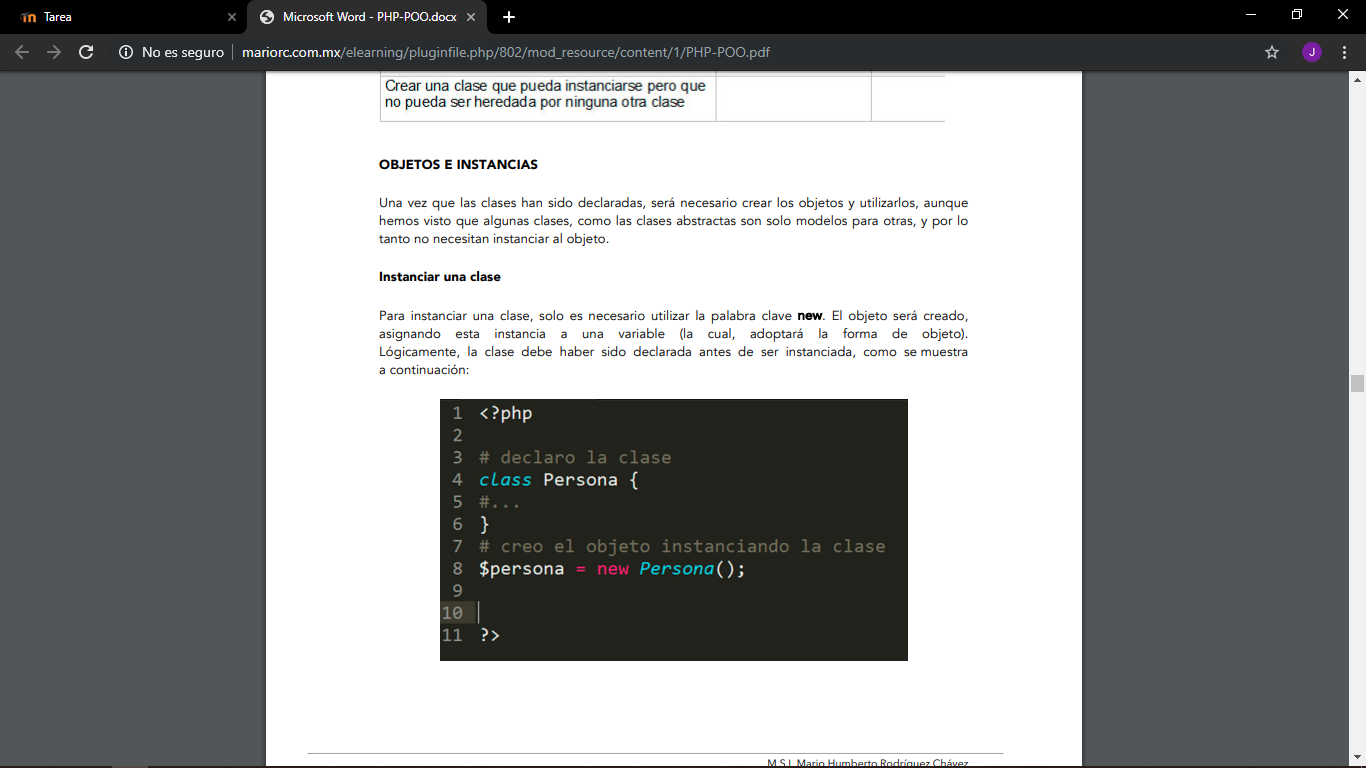 Tarea
Microsoft Word - PHP-POO.docx
No es seguro mariorc.com.mx/elearning/pluginfile.php/802/mod_resource/content/1/PHP-POO.pdf
J
Crear una clase que pueda instanciarse pero que
no pueda ser heredada por ninguna otra clase
OBJETOS E INSTANCIAS
Una vez que las clases han sido declaradas, será necesario crear los objetos y utilizarlos, aunque
hemos visto que algunas clases, como las clases abstractas son solo modelos para otras, y por lo
tanto no necesitan instanciar al objeto.
Instanciar una clase
Para instanciar una clase, solo es necesario utilizar la palabra clave new. El objeto será creado,
asignando esta instancia a una variable (la cual, adoptará la forma de objeto).
Lógicamente, la clase debe haber sido declarada antes de ser instanciada, como se muestra
a continuación:
1 <?php
2
3 # declaro la clase
4 class Persona {
5 #...
6 }
7 # creo el objeto instanciando la clase
8 $persona = new Persona();
9
10
11 ?>
M.S.I. Mario Humberto Rodríguez Chávez